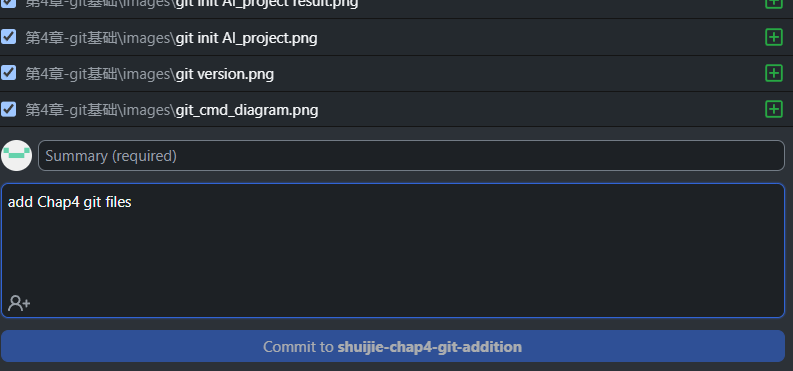 第4章-git基础\images\git init AI_project result.png
第4章-git基础\images\git init AI_project.png
第4章-git基础\images\git version.png
第4章-git基础\images\git_cmd_diagram.png
Summary (required)
add Chap4 git files
Commit to shuijie-chap4-git-addition